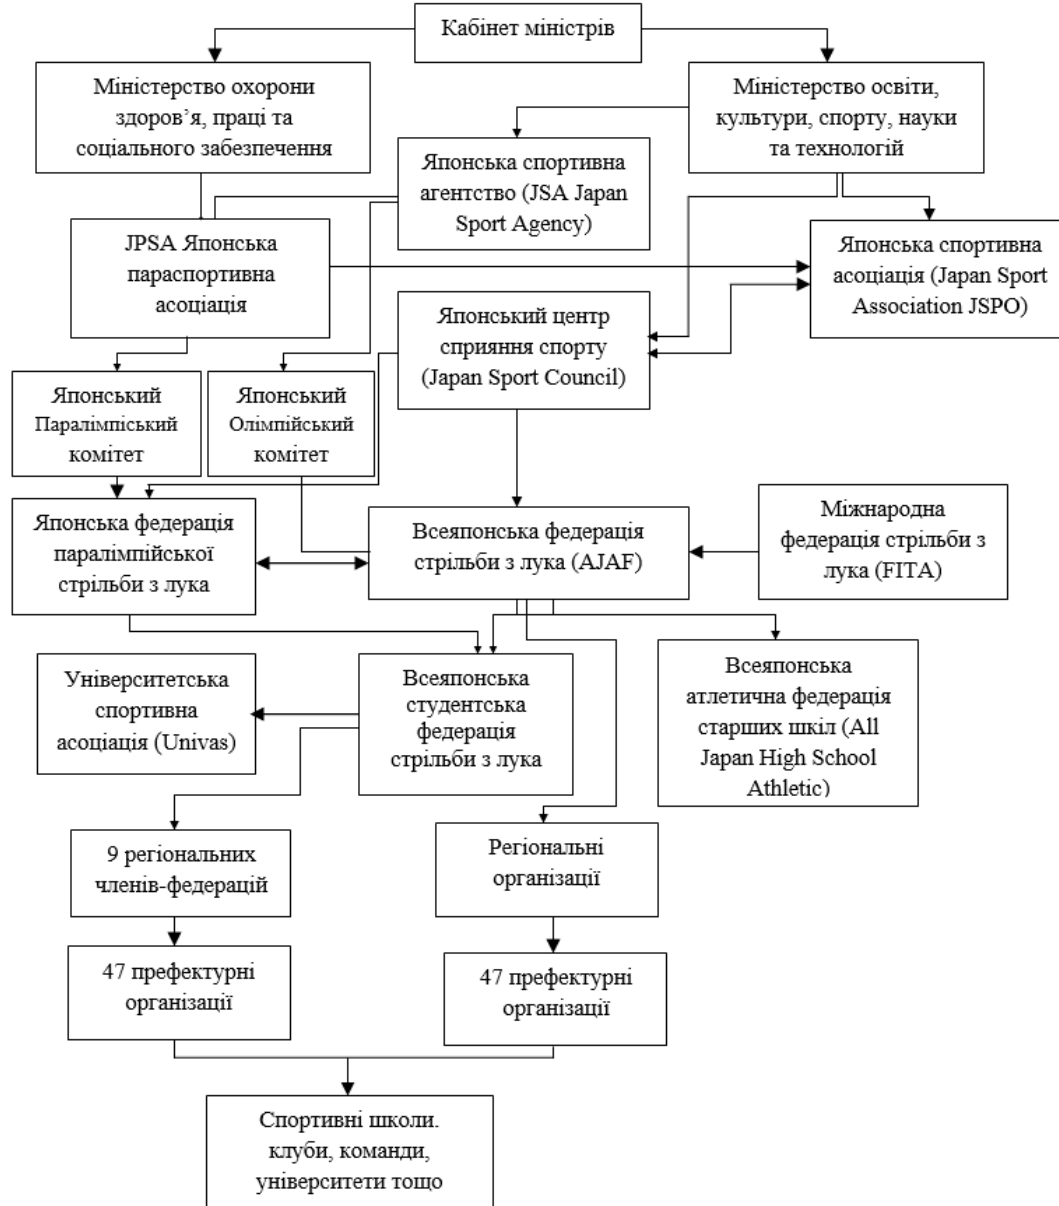 Кабінет міністрів
Міністерство охорони
здоров’я, праці та
соціального забезпечення
Міністерство освіти,
культури, спорту, науки
та технологій
Японська спортивна
агентство (JSA Japan
Sport Agency)
JPSA Японська
параспортивна
асоціація
Японська спортивна
асоціація (Japan Sport
Association JSPO)
Японський центр
сприяння спорту
(Japan Sport Council)
Японський
Паралімпіський
комітет
Японський
Олімпійський
комітет
Японська федерація
паралімпійської
стрільби з лука
Всеяпонська федерація
стрільби з лука (AJAF)
Міжнародна
федерація стрільби з
лука (FITA)
Університетська
спортивна
асоціація (Univas)
Всеяпонська
студентська
федерація
стрільби з лука
Всеяпонська
атлетична федерація
старших шкіл (All
Japan High School
Athletic)
9 регіональних
членів-федерацій
Регіональні
організації
47 префектурні
організації
47 префектурні
організації
Спортивні школи.
клуби, команди,
університети тощо